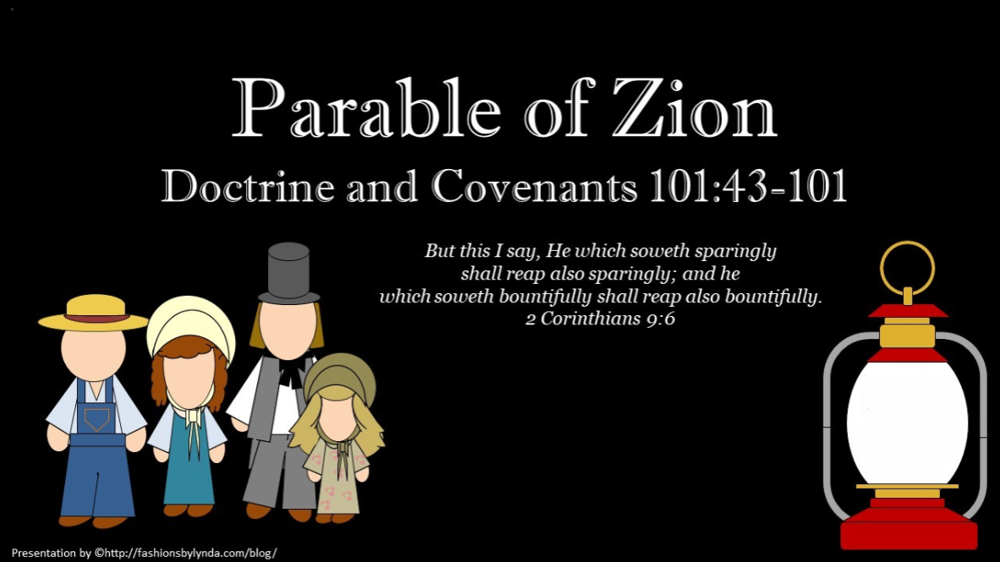 Parable of Zion
Doctrine and Covenants 101:43-101
But this I say, He which soweth sparingly
shall reap also sparingly; and he
which soweth bountifully shall reap also bountifully.
2 Corinthians 9:6
Presentation by ©http://fashionsbylynda.com/blog/